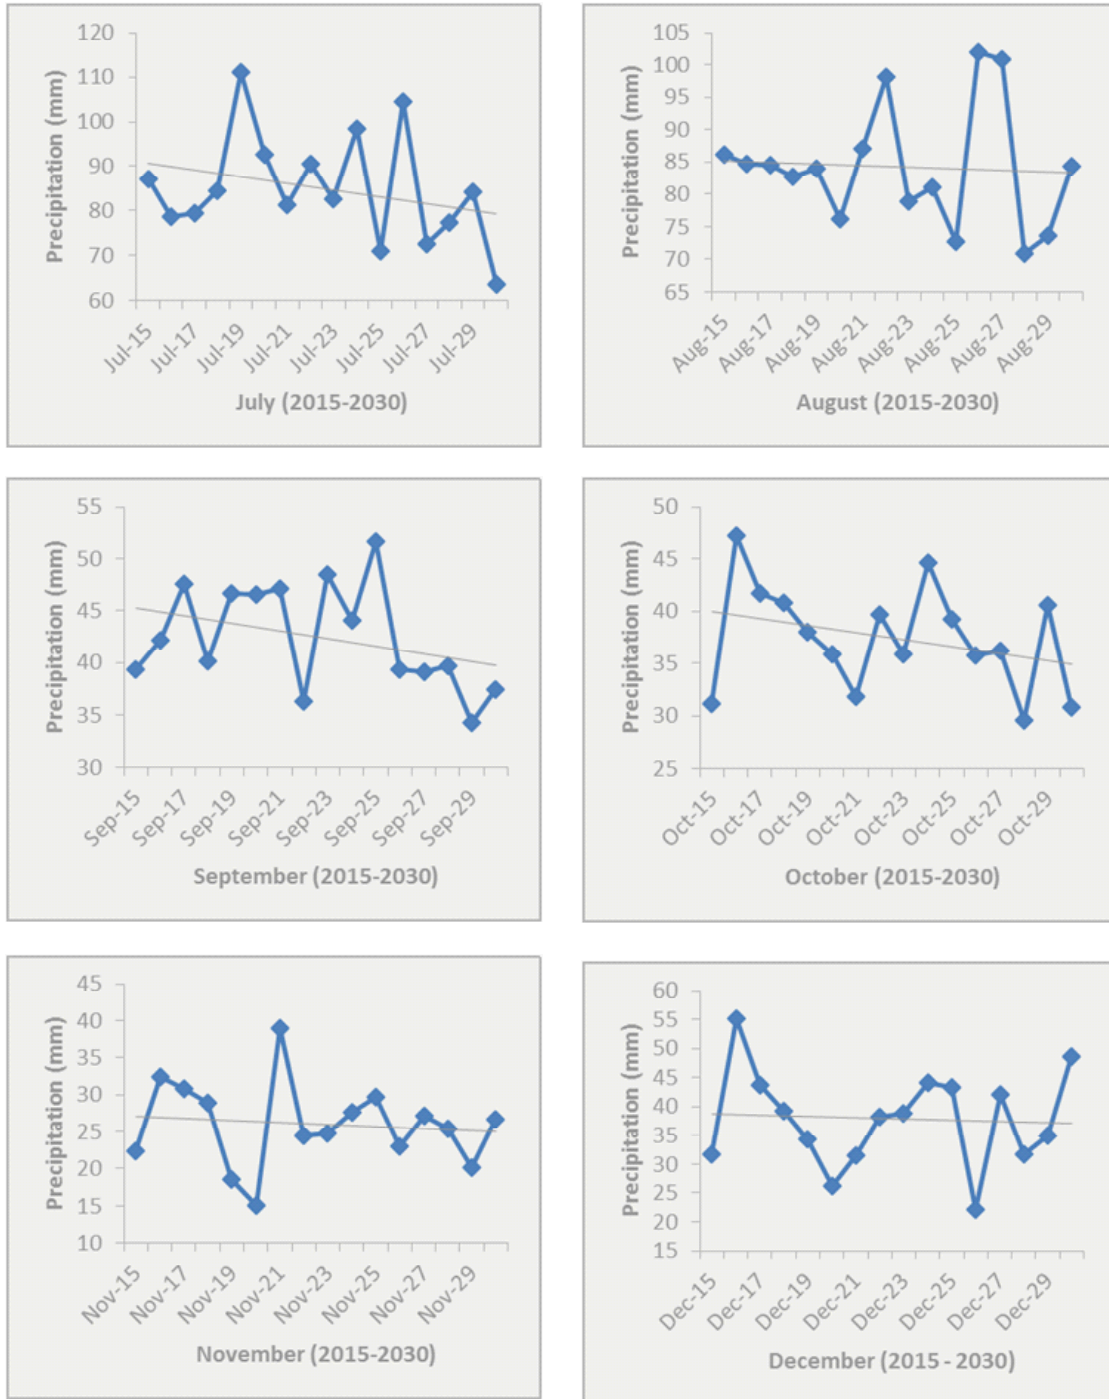 Precipitation (mm)
120
110
100
90
80
70
60
Jul-15
Jul-17
Jul-19
Jul-21
Jul-23
Jul-25
Jul-27
Jul-29
July (2015-2030)
Precipitation (mm)
105
100
95
90
85
80
75
70
65
Aug-15
Aug-17
Aug-19
Aug-21
Aug-23
Aug-25
Aug-27
Aug-29
August (2015-2030)
Precipitation (mm)
55
50
45
40
35
30
Sep-15
Sep-17
Sep-19
Sep-21
Sep-23
Sep-25
Sep-27
Sep-29
September (2015-2030)
Precipitation (mm)
50
45
40
35
30
25
Oct-15
Oct-17
Oct-19
Oct-21
Oct-23
Oct-25
Oct-27
Oct-29
October (2015-2030)
Precipitation (mm)
45
40
35
30
25
20
15
10
Nov-15
Nov-17
Nov-19
Nov-21
Nov-23
Nov-25
Nov-27
Nov-29
November (2015-2030)
Precipitation (mm)
60
55
50
45
40
35
30
25
20
15
Dec-15
Dec-17
Dec-19
Dec-21
Dec-23
Dec-25
Dec-27
Dec-29
December (2015 - 2030)